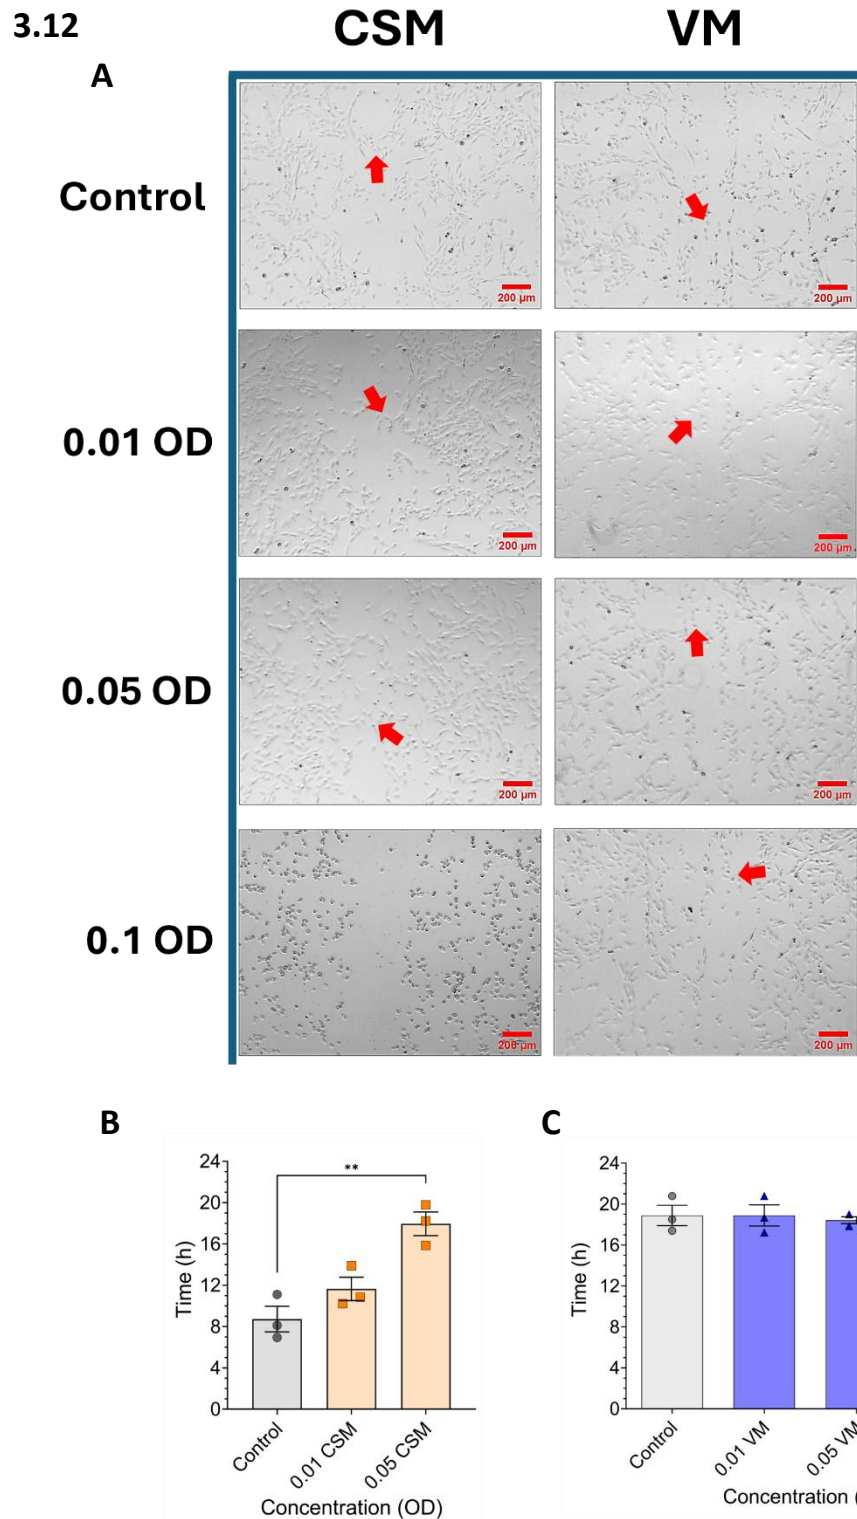 3.12
CSM VM
A
Control
200 µm 200 µm
0.01 OD
200 µm 200 µm
0.05 OD
200 µm 200 µm
0.1 OD
200 µm 200 µm
B C
24
20
16
12
8
4
0
Time (h)
**
Control 0.01 CSM 0.05 CSM
Concentration (OD)
24
20
16
12
8
4
0
Time (h)
Control 0.01 VM 0.05 VM
Concentration (